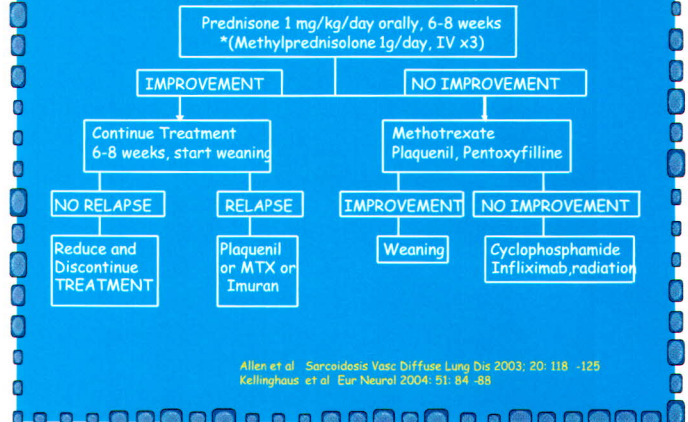 Prednisone 1 mg/kg/day orally, 6-8 weeks
*(Methylprednisolone 1g/day, IV x3)
IMPROVEMENT
NO IMPROVEMENT
Continue Treatment
6-8 weeks, start weaning
Methotrexate
Plaquenil, Pentoxyfilline
NO RELAPSE
RELAPSE
IMPROVEMENT
NO IMPROVEMENT
Reduce and
Discontinue
TREATMENT
Plaquenil
or MTX or
Imuran
Weaning
Cyclophosphamide
Infliximab,radiation
Allen et al Sarcoidosis Vasc Diffuse Lung Dis 2003; 20: 118 -125
Kellinghaus et al Eur Neurol 2004: 51: 84 -88